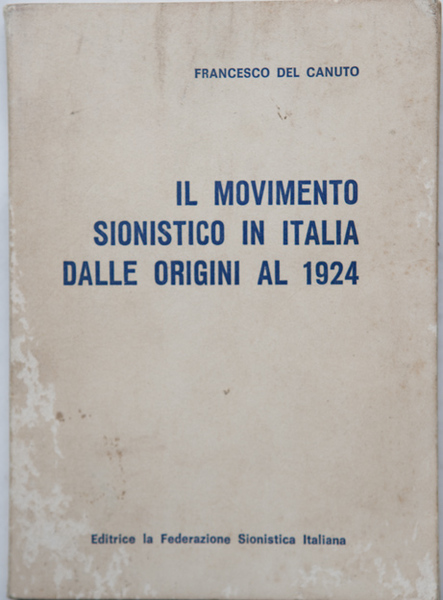 FRANCESCO DEL CANUTO
IL MOVIMENTO
SIONISTICO IN ITALIA
DALLE ORIGINI AL 1924
Editrice la Federazione Sionistica Italiana